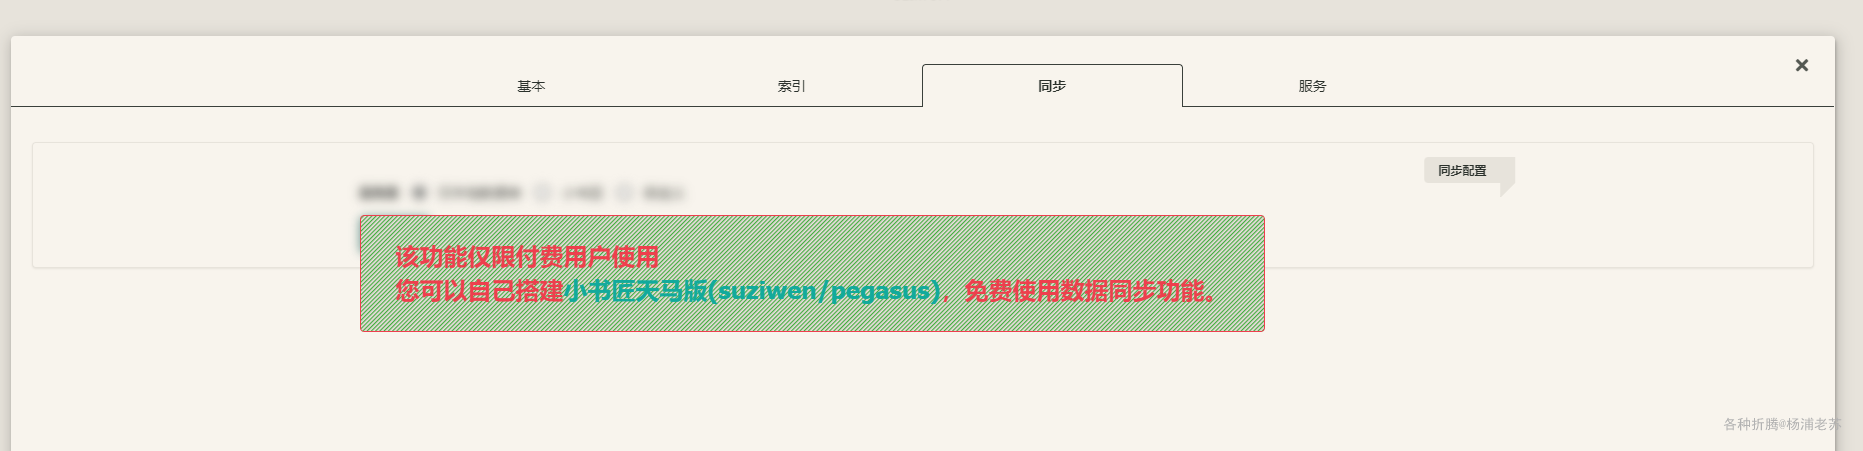 基本
索引
同步
服务
同步配置
该功能仅限付费用户使用
您可以自己搭建小书匠天马版(suziwen/pegasus)，免费使用数据同步功能。
各种折腾@杨浦老苏